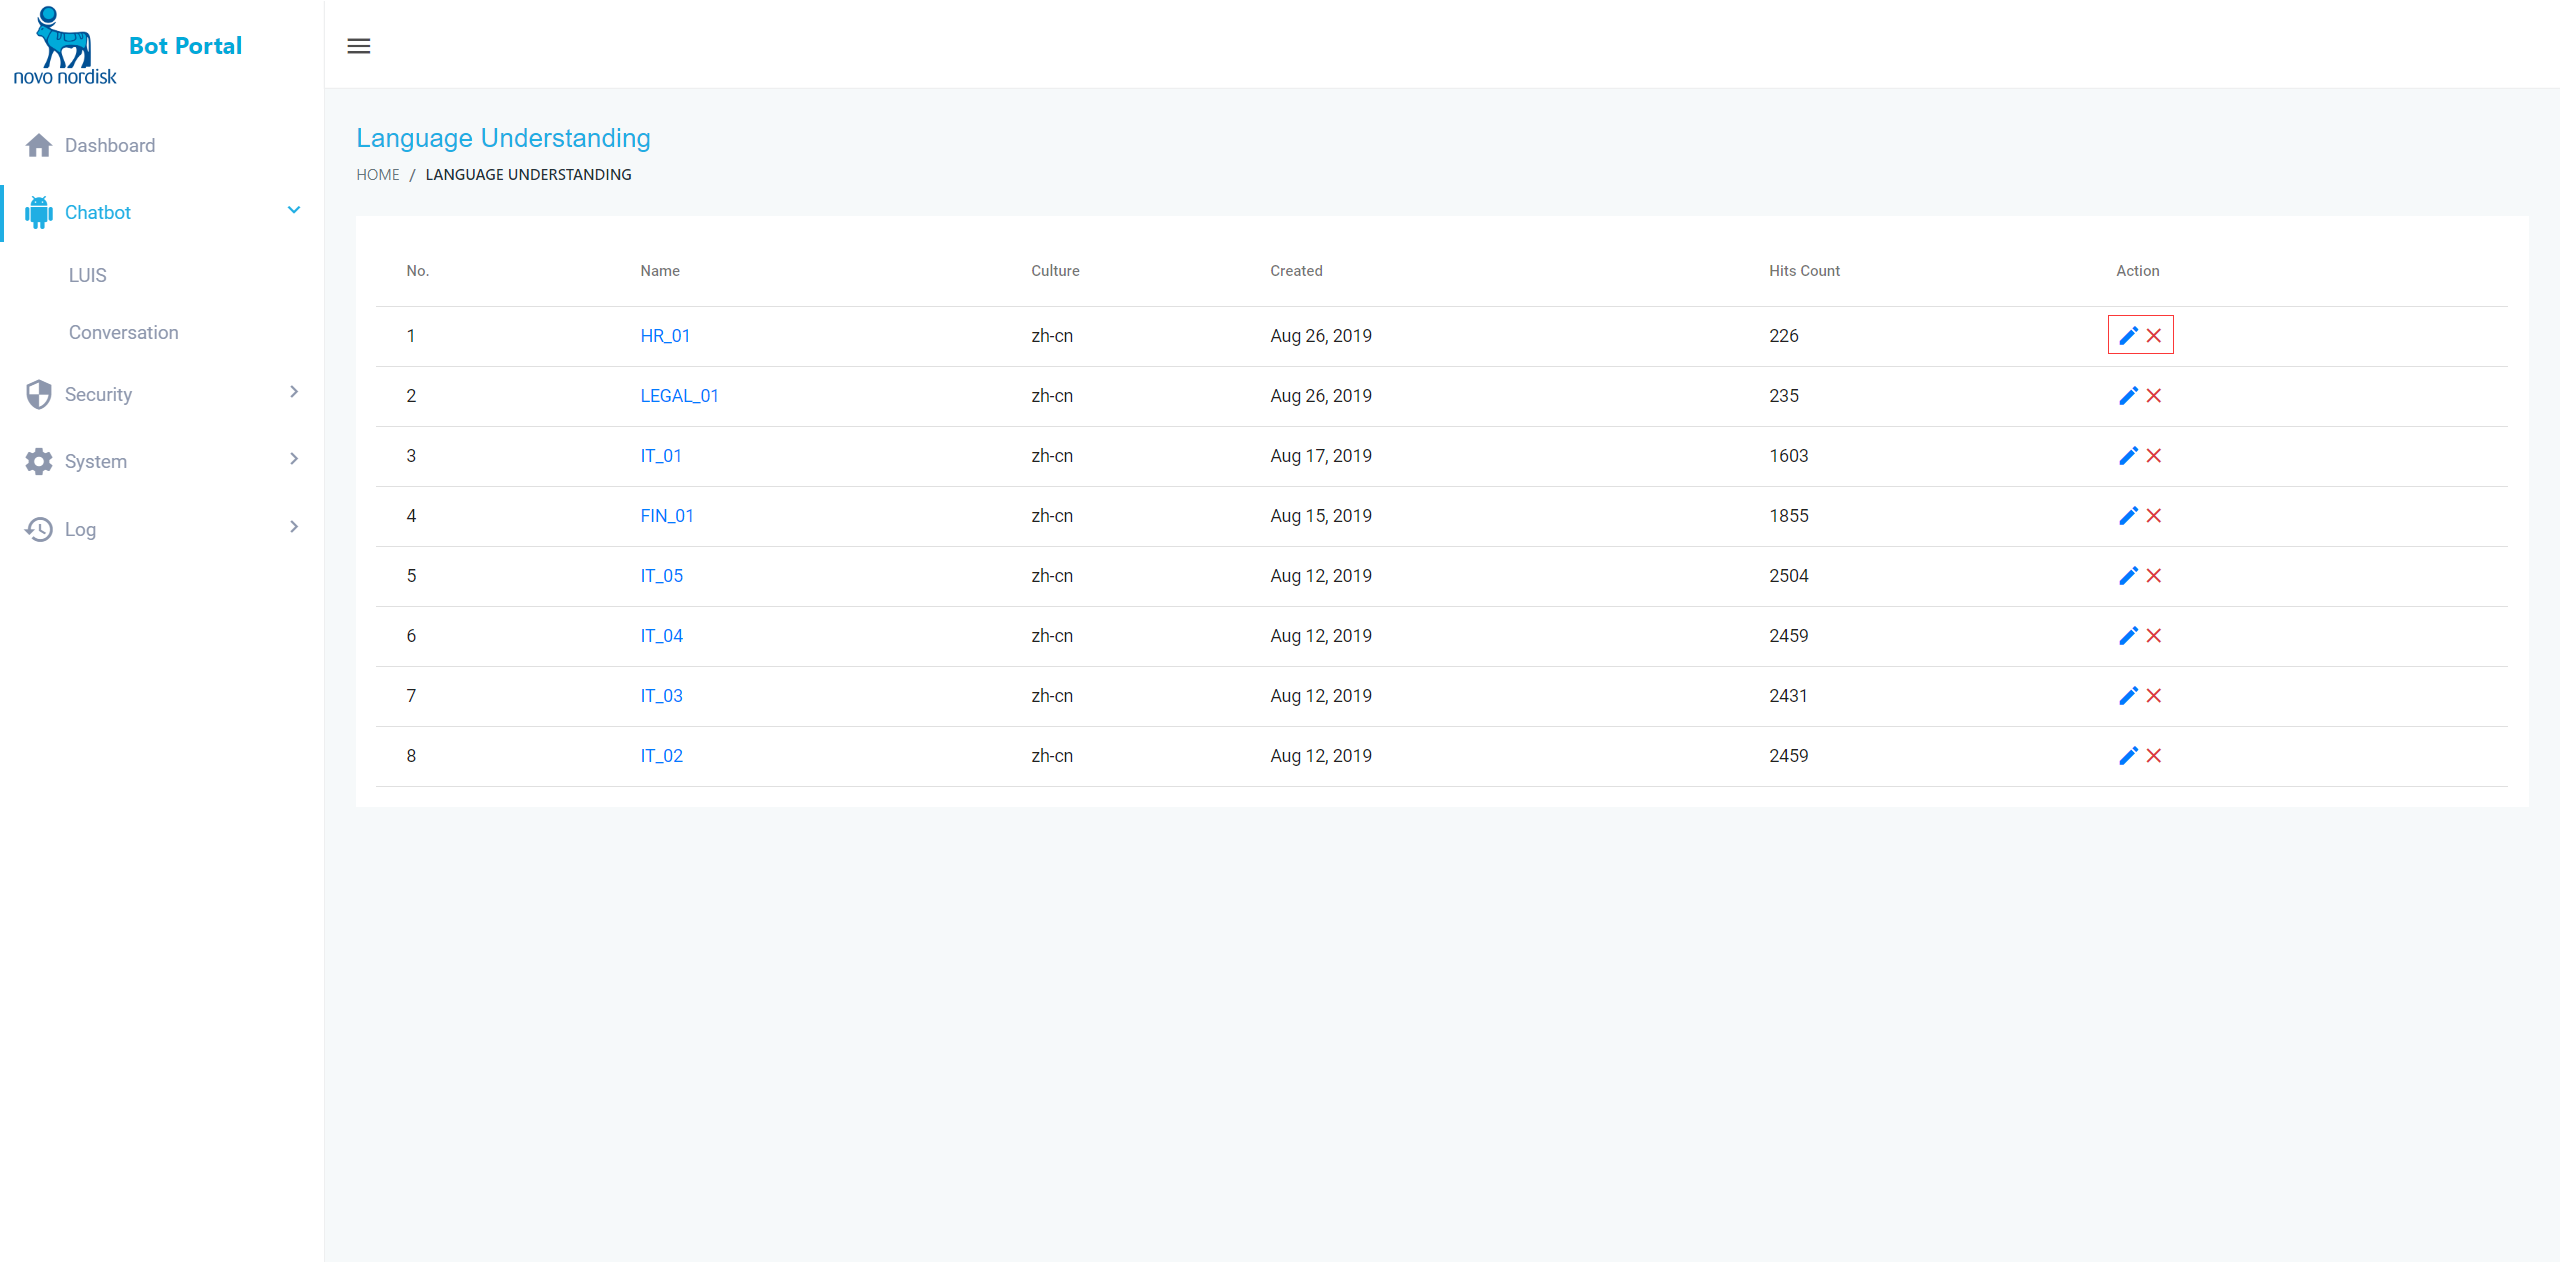 novo nordisk
Bot Portal
Dashboard
Chatbot
LUIS
Conversation
Security
System
Log
Language Understanding
HOME / LANGUAGE UNDERSTANDING
No. Name Culture Created Hits Count Action
1 HR_01 zh-cn Aug 26, 2019 226
2 LEGAL_01 zh-cn Aug 26, 2019 235
3 IT_01 zh-cn Aug 17, 2019 1603
4 FIN_01 zh-cn Aug 15, 2019 1855
5 IT_05 zh-cn Aug 12, 2019 2504
6 IT_04 zh-cn Aug 12, 2019 2459
7 IT_03 zh-cn Aug 12, 2019 2431
8 IT_02 zh-cn Aug 12, 2019 2459